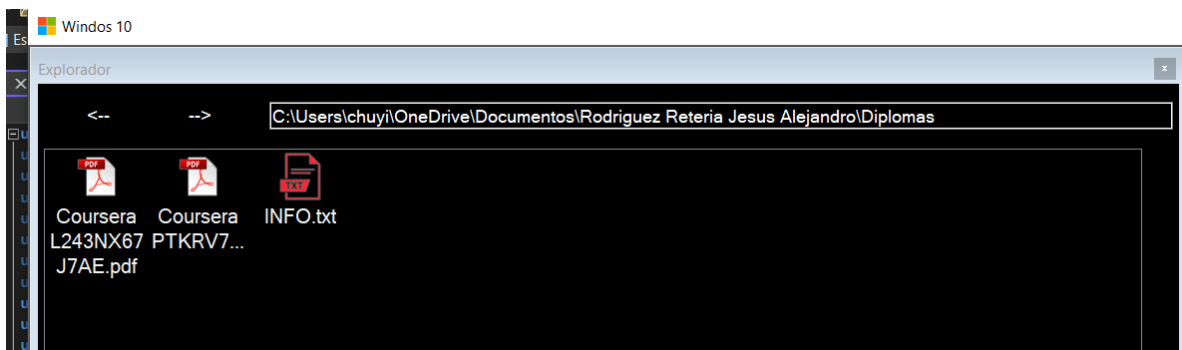 Es
Windos 10
Explorador
x
<-- -->
C:\Users\chuyi\OneDrive\Documentos\Rodriguez Reteria Jesus Alejandro\Diplomas
PDF
PDF
TXT
Coursera
L243NX67
J7AE.pdf
Coursera
PTKRV7...
INFO.txt
u
u
u
u
u
u
u
u
u
u
u